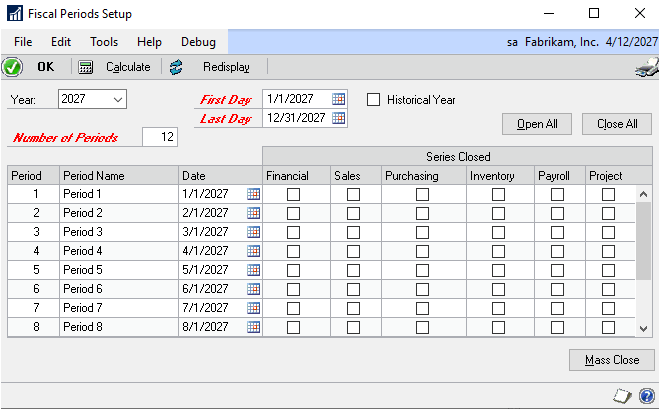 Fiscal Periods Setup
File Edit Tools Help Debug sa Fabrikam, Inc. 4/12/2027
OK Calculate Redisplay
Year: 2027 First Day 1/1/2027 Historical Year
Last Day 12/31/2027 Open All Close All
Number of Periods 12
Series Closed
Period Period Name Date Financial Sales Purchasing Inventory Payroll Project
1 Period 1 1/1/2027
2 Period 2 2/1/2027
3 Period 3 3/1/2027
4 Period 4 4/1/2027
5 Period 5 5/1/2027
6 Period 6 6/1/2027
7 Period 7 7/1/2027
8 Period 8 8/1/2027
Mass Close